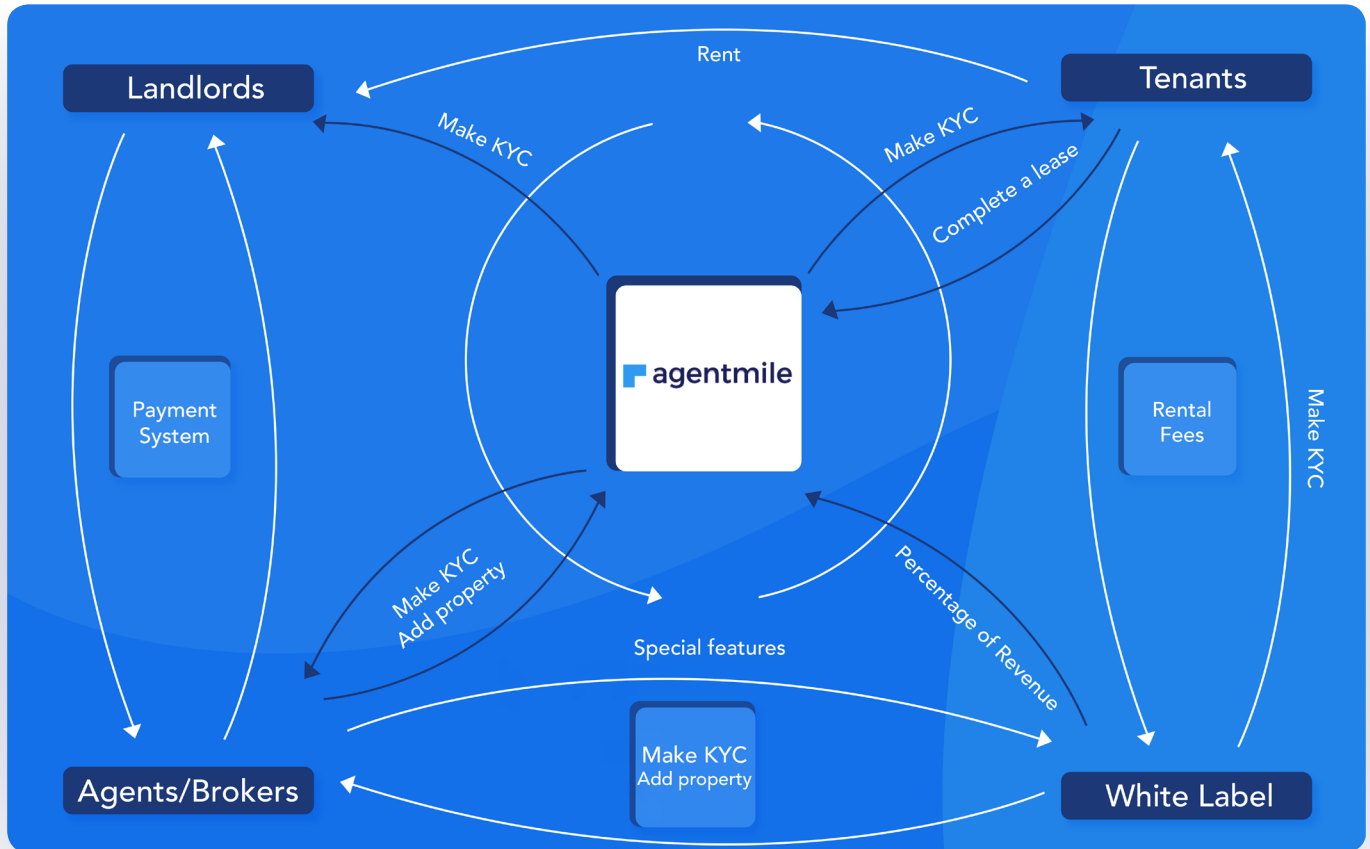 Rent
Landlords
Tenants
Make KYC
Make KYC
Complete a lease
agentmile
Payment
System
Rental
Fees
Make KYC
Make KYC
Add property
Percentage of Revenue
Special features
Make KYC
Add property
Agents/Brokers
White Label